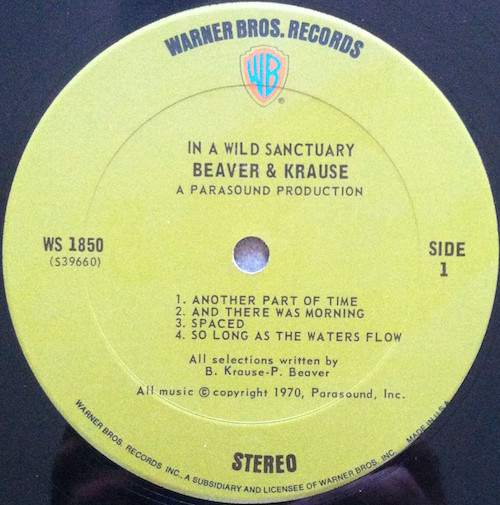 WARNER BROS. RECORDS
WB
®
IN A WILD SANCTUARY
BEAVER & KRAUSE
A PARASOUND PRODUCTION
WS 1850
(S39660)
SIDE
1
1. ANOTHER PART OF TIME
2. AND THERE WAS MORNING
3. SPACED
4. SO LONG AS THE WATERS FLOW
All selections written by
B. Krause-P. Beaver
All music © copyright 1970, Parasound, Inc.
STEREO
WARNER BROS. RECORDS INC., A SUBSIDIARY AND LICENSEE OF WARNER BROS. INC. MADE IN U.S.A.